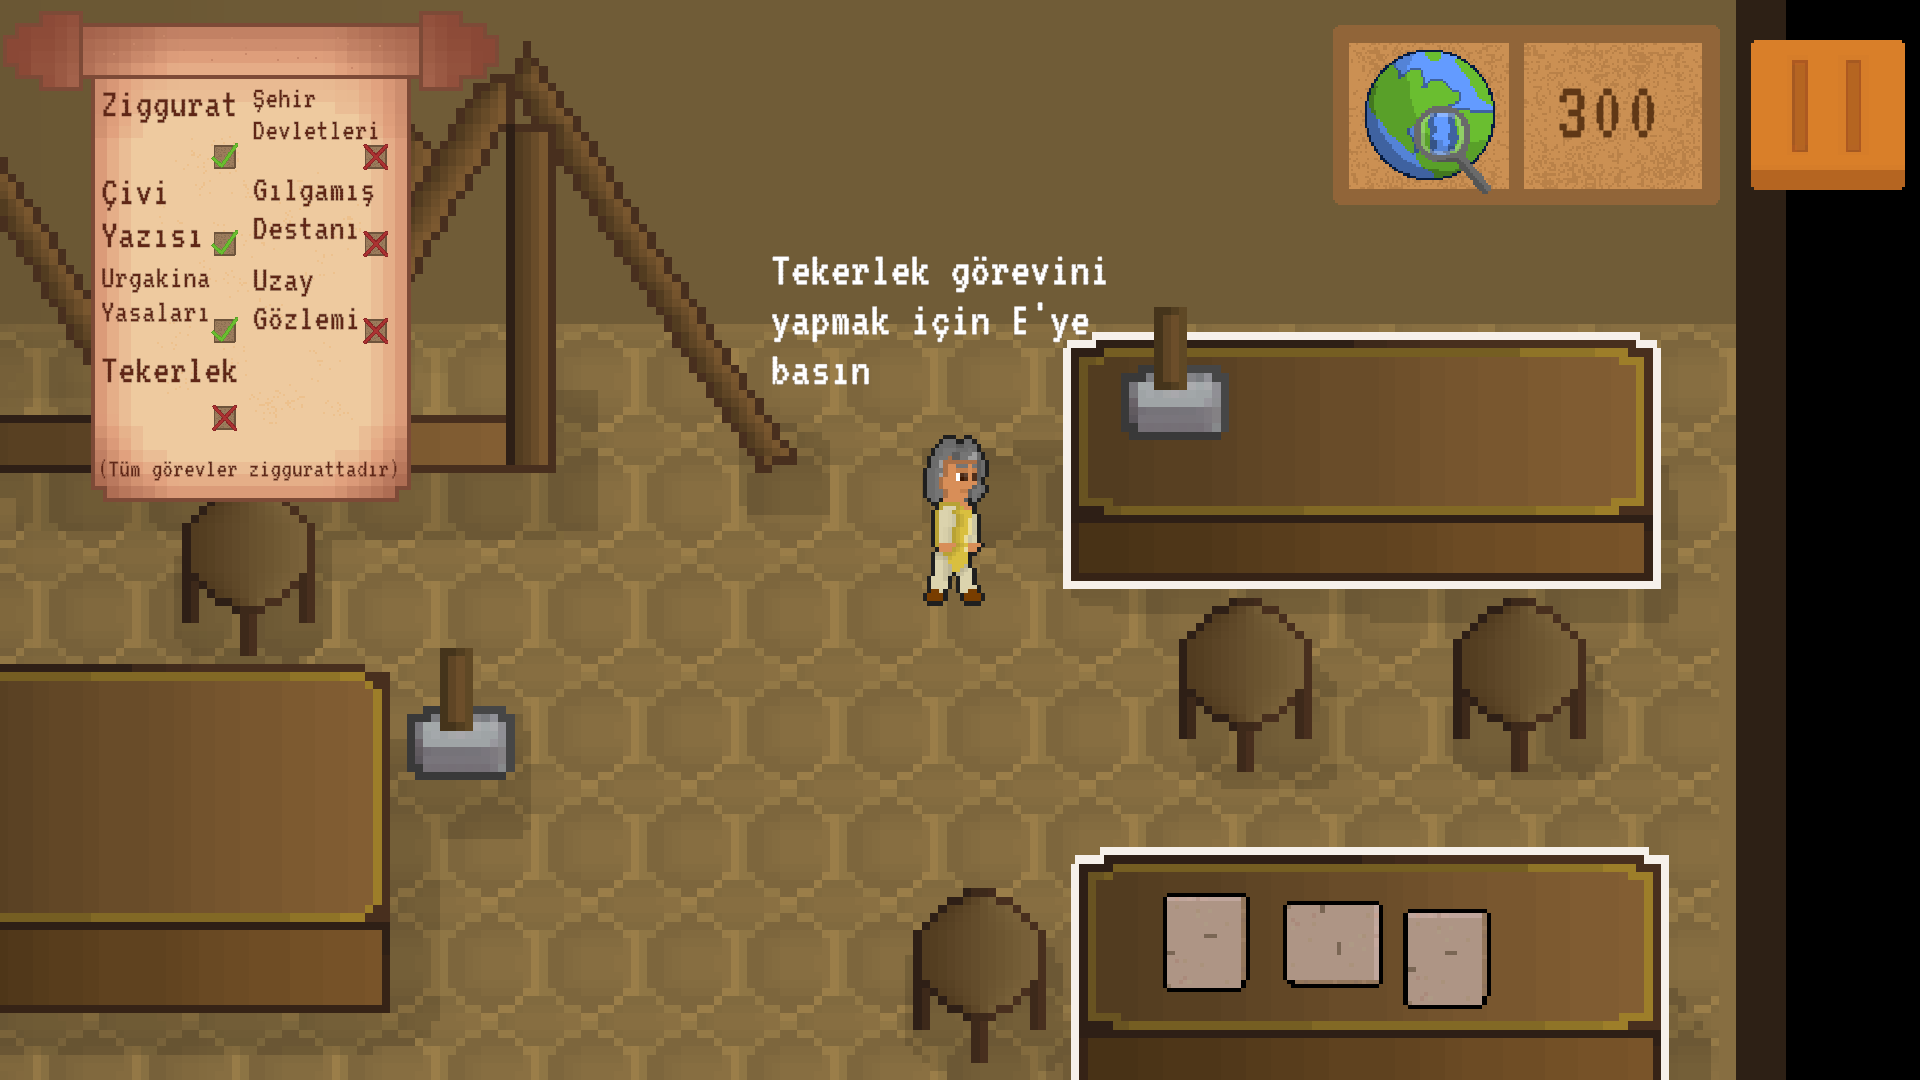 Ziggurat
Çivi
Yazısı
Urgakina
Yasaları
Tekerlek
Şehir
Devletleri
Gılgamış
Destanı
Uzay
Gözlemi
(Tüm görevler ziggurattadır)
Tekerlek görevini
yapmak için E'ye
basın
300